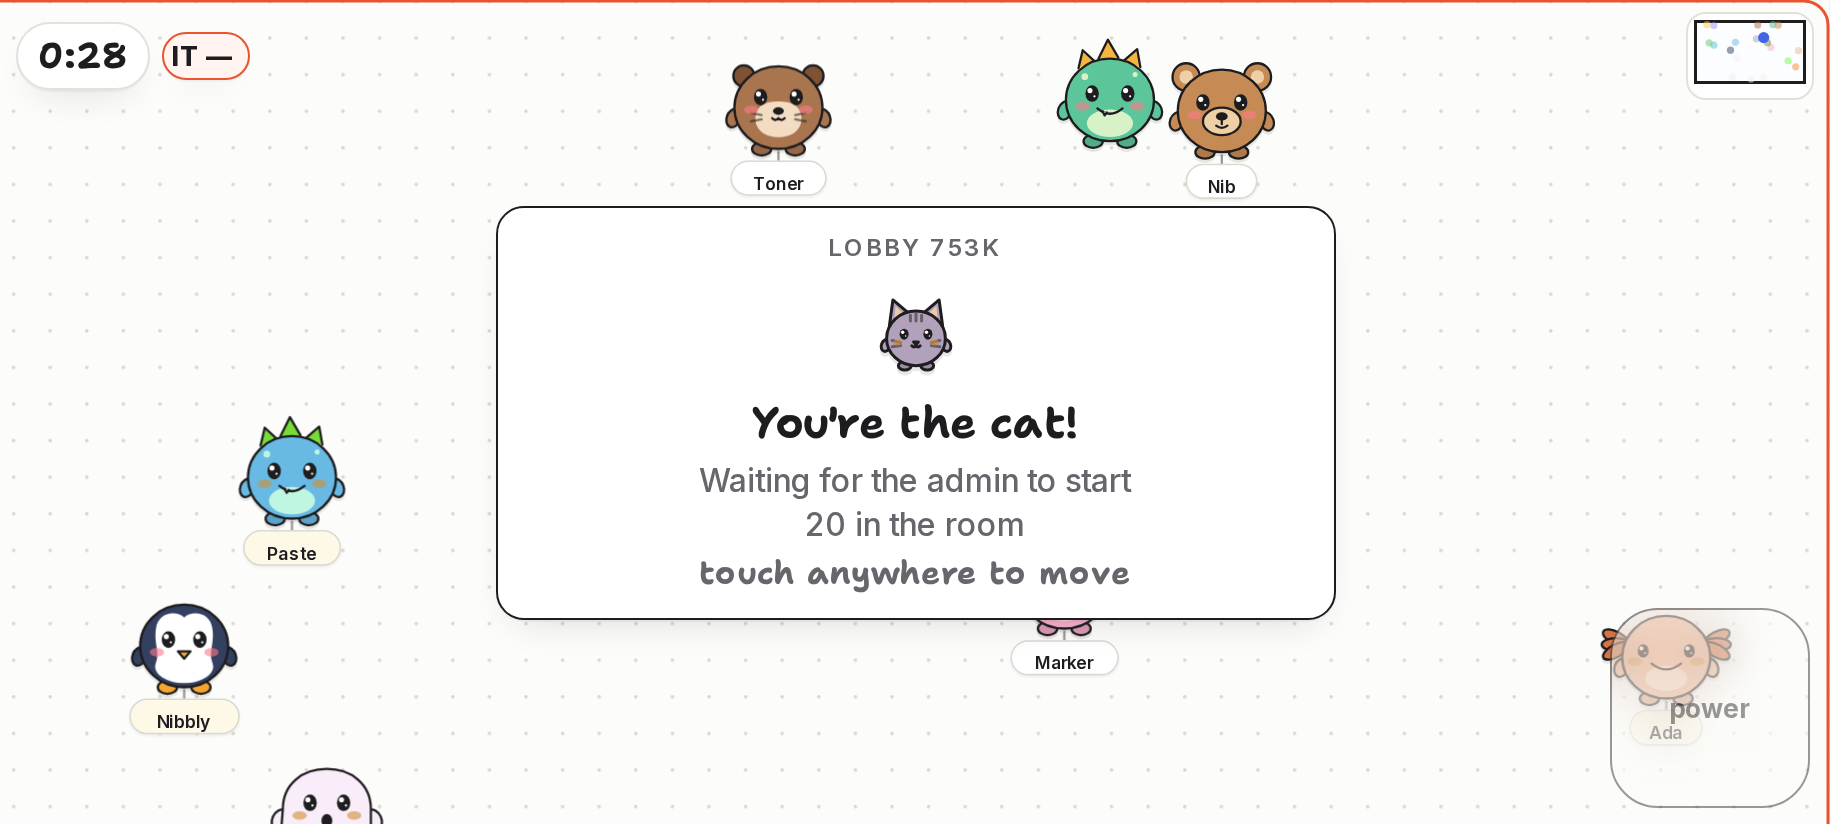 0:28
IT —
Toner
Nib
LOBBY 753K
You're the cat!
Waiting for the admin to start
20 in the room
touch anywhere to move
Paste
Marker
Nibbly
power
Ada